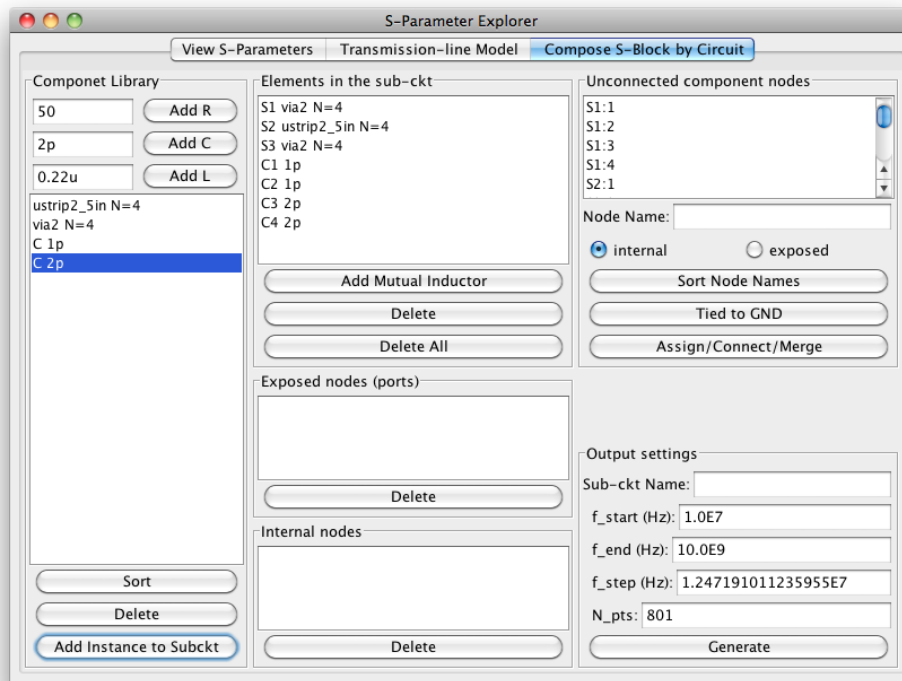 S-Parameter Explorer
View S-Parameters
Transmission-line Model
Compose S-Block by Circuit
Componet Library
50
Add R
2p
Add C
0.22u
Add L
ustrip2_5in N=4
via2 N=4
C 1p
C 2p
Sort
Delete
Add Instance to Subckt
Elements in the sub-ckt
S1 via2 N=4
S2 ustrip2_5in N=4
S3 via2 N=4
C1 1p
C2 1p
C3 2p
C4 2p
Add Mutual Inductor
Delete
Delete All
Exposed nodes (ports)
Delete
Internal nodes
Delete
Unconnected component nodes
S1:1
S1:2
S1:3
S1:4
S2:1
Node Name:
internal
exposed
Sort Node Names
Tied to GND
Assign/Connect/Merge
Output settings
Sub-ckt Name:
f_start (Hz): 1.0E7
f_end (Hz): 10.0E9
f_step (Hz): 1.247191011235955E7
N_pts: 801
Generate